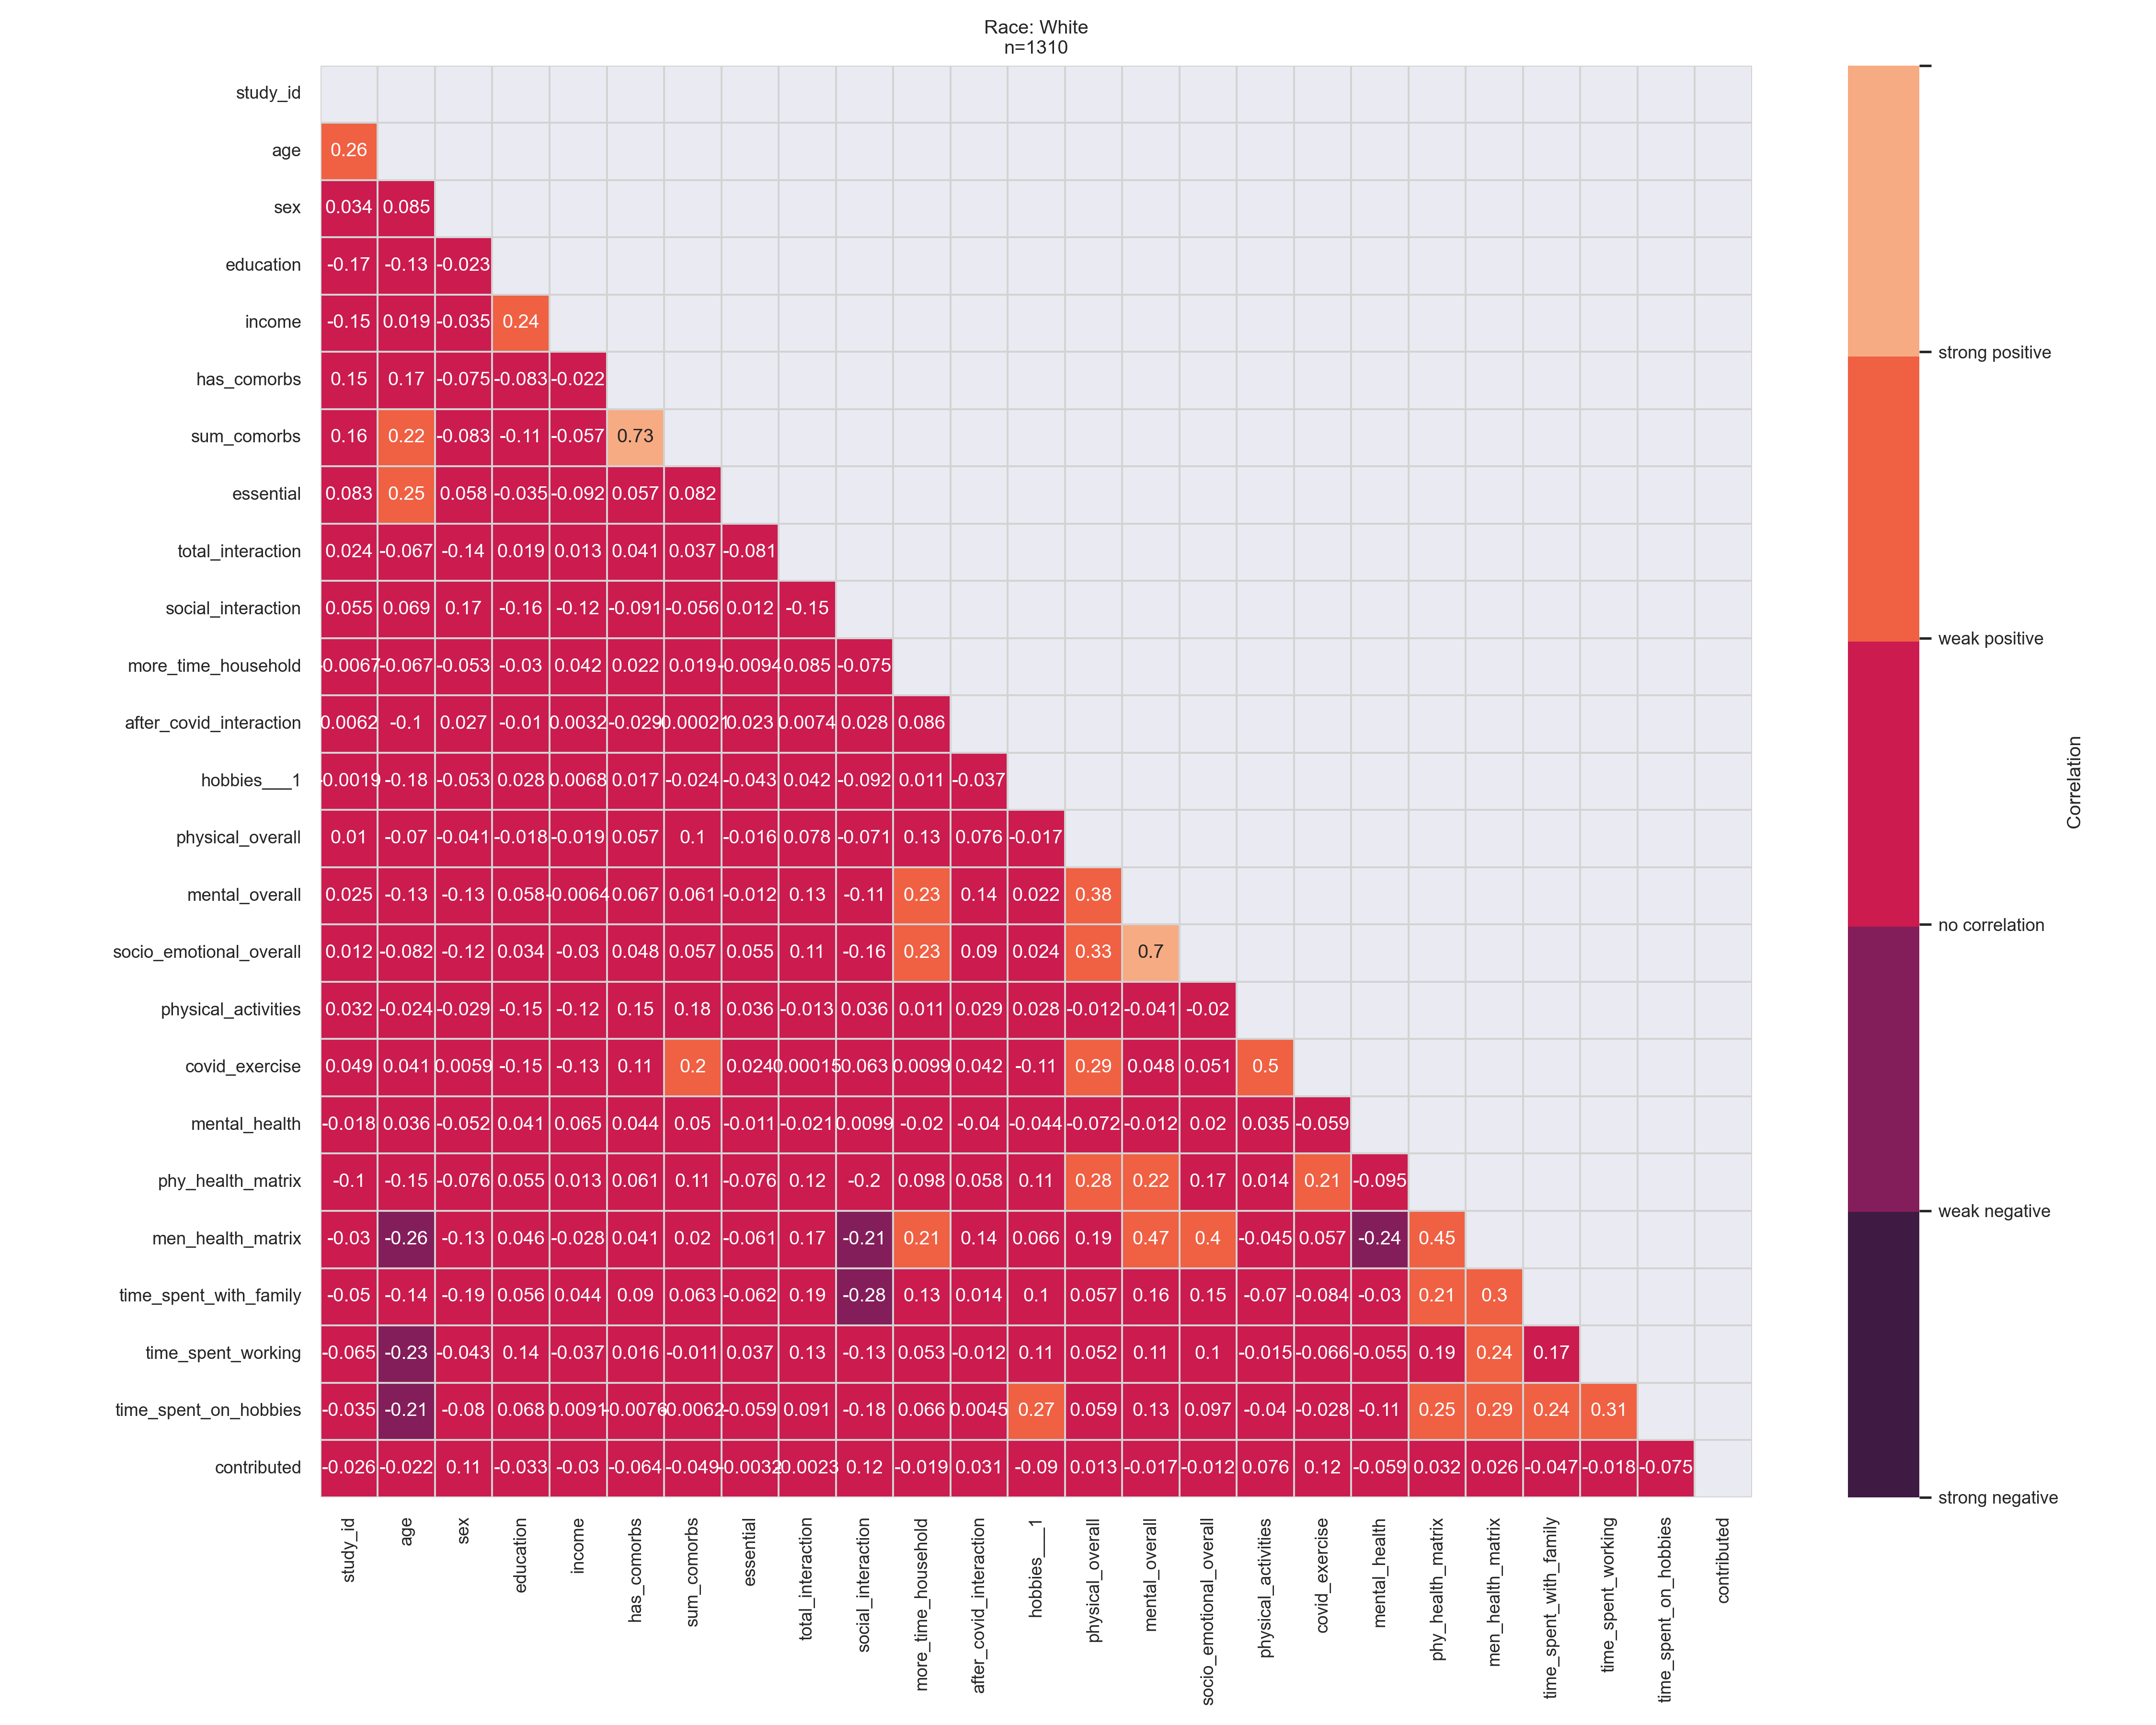 Race: White
n=1310
study_id
age 0.26
sex 0.034 0.085
education -0.17 -0.13 -0.023
income -0.15 0.019 -0.035 0.24
has_comorbs 0.15 0.17 -0.075 -0.083 -0.022
sum_comorbs 0.16 0.22 -0.083 -0.11 -0.057 0.73
essential 0.083 0.25 0.058 -0.035 -0.092 0.057 0.082
total_interaction 0.024 -0.067 -0.14 0.019 0.013 0.041 0.037 -0.081
social_interaction 0.055 0.069 0.17 -0.16 -0.12 -0.091 -0.056 0.012 -0.15
more_time_household -0.0067 -0.067 -0.053 -0.03 0.042 0.022 0.019 -0.0094 0.085 -0.075
after_covid_interaction 0.0062 -0.1 0.027 -0.01 0.0032 -0.029 0.023 0.0074 0.028 0.086
hobbies___1 -0.0019 -0.18 -0.053 0.028 0.0068 0.017 -0.024 -0.043 0.042 -0.092 0.011 -0.037
physical_overall 0.01 -0.07 -0.041 -0.018 -0.019 0.057 0.1 -0.016 0.078 -0.071 0.13 0.076 -0.017
mental_overall 0.025 -0.13 -0.13 0.058 -0.0064 0.067 0.061 -0.012 0.13 -0.11 0.23 0.14 0.022 0.38
socio_emotional_overall 0.012 -0.082 -0.12 0.034 -0.03 0.048 0.057 0.055 0.11 -0.16 0.23 0.09 0.024 0.33 0.7
physical_activities 0.032 -0.024 -0.029 -0.15 -0.12 0.15 0.18 0.036 -0.013 0.036 0.011 0.029 0.028 -0.012 -0.041 -0.02
covid_exercise 0.049 0.041 0.0059 -0.15 -0.13 0.11 0.2 0.024 0.063 0.0099 0.042 -0.11 0.29 0.048 0.051 0.5
mental_health -0.018 0.036 -0.052 0.041 0.065 0.044 0.05 -0.011 -0.021 0.0099 -0.02 -0.04 -0.044 -0.072 -0.012 0.02 0.035 -0.059
phy_health_matrix -0.1 -0.15 -0.076 0.055 0.013 0.061 0.11 -0.076 0.12 -0.2 0.098 0.058 0.11 0.28 0.22 0.17 0.014 0.21 -0.095
men_health_matrix -0.03 -0.26 -0.13 0.046 -0.028 0.041 0.02 -0.061 0.17 -0.21 0.21 0.14 0.066 0.19 0.47 0.4 -0.045 0.057 -0.24 0.45
time_spent_with_family -0.05 -0.14 -0.19 0.056 0.044 0.09 0.063 -0.062 0.19 -0.28 0.13 0.014 0.1 0.057 0.16 0.15 -0.07 -0.084 -0.03 0.21 0.3
time_spent_working -0.065 -0.23 -0.043 0.14 -0.037 0.016 -0.011 0.037 0.13 -0.13 0.053 -0.012 0.11 0.052 0.11 0.1 -0.015 -0.066 -0.055 0.19 0.24 0.17
time_spent_on_hobbies -0.035 -0.21 -0.08 0.068 0.0091 -0.0076 -0.0062 -0.059 0.091 -0.18 0.066 0.0045 0.27 0.059 0.13 0.097 -0.04 -0.028 -0.11 0.25 0.29 0.24 0.31
contributed -0.026 -0.022 0.11 -0.033 -0.03 -0.064 -0.049 -0.0032 0.12 -0.019 0.031 -0.09 0.013 -0.017 -0.012 0.076 0.12 -0.059 0.032 0.026 -0.047 -0.018 -0.075
study_id
age
sex
education
income
has_comorbs
sum_comorbs
essential
total_interaction
social_interaction
more_time_household
after_covid_interaction
hobbies___1
physical_overall
mental_overall
socio_emotional_overall
physical_activities
covid_exercise
mental_health
phy_health_matrix
men_health_matrix
time_spent_with_family
time_spent_working
time_spent_on_hobbies
contributed
strong positive
weak positive
no correlation
weak negative
strong negative
Correlation